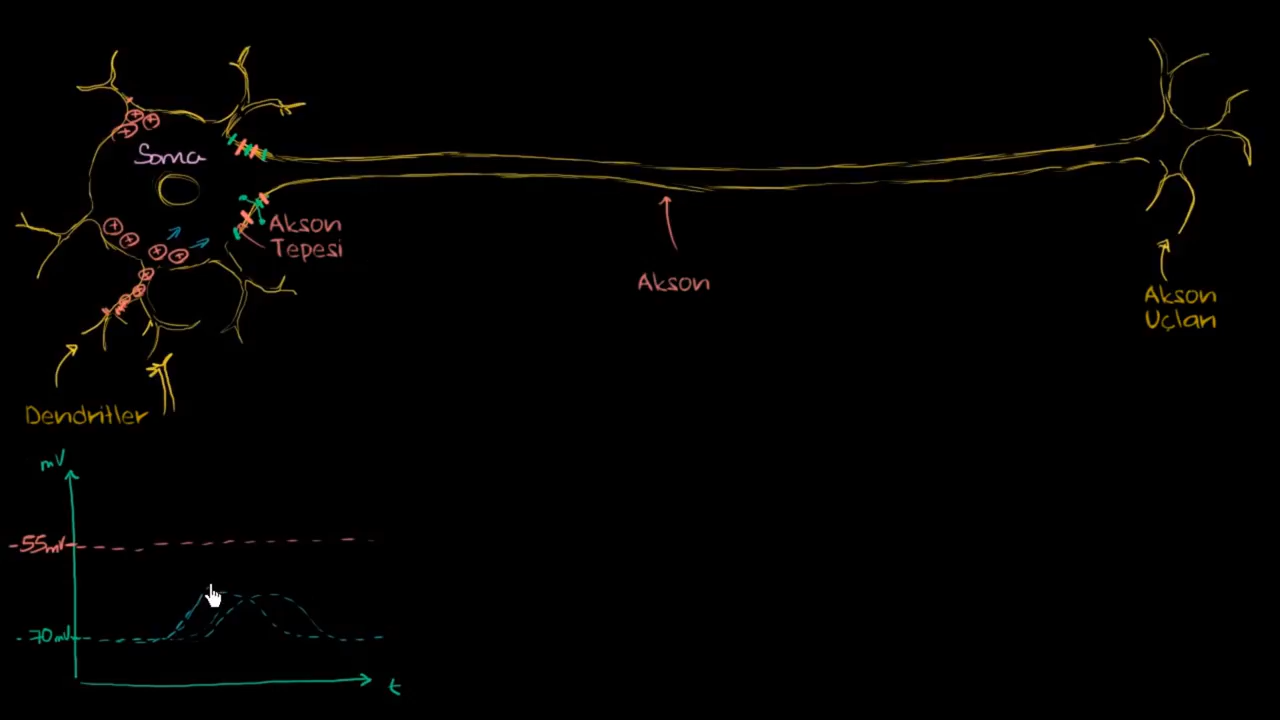 Soma
Akson
Tepesi
Akson
Akson
Uçları
Dendritler
mV
-55mV
-70mV
t